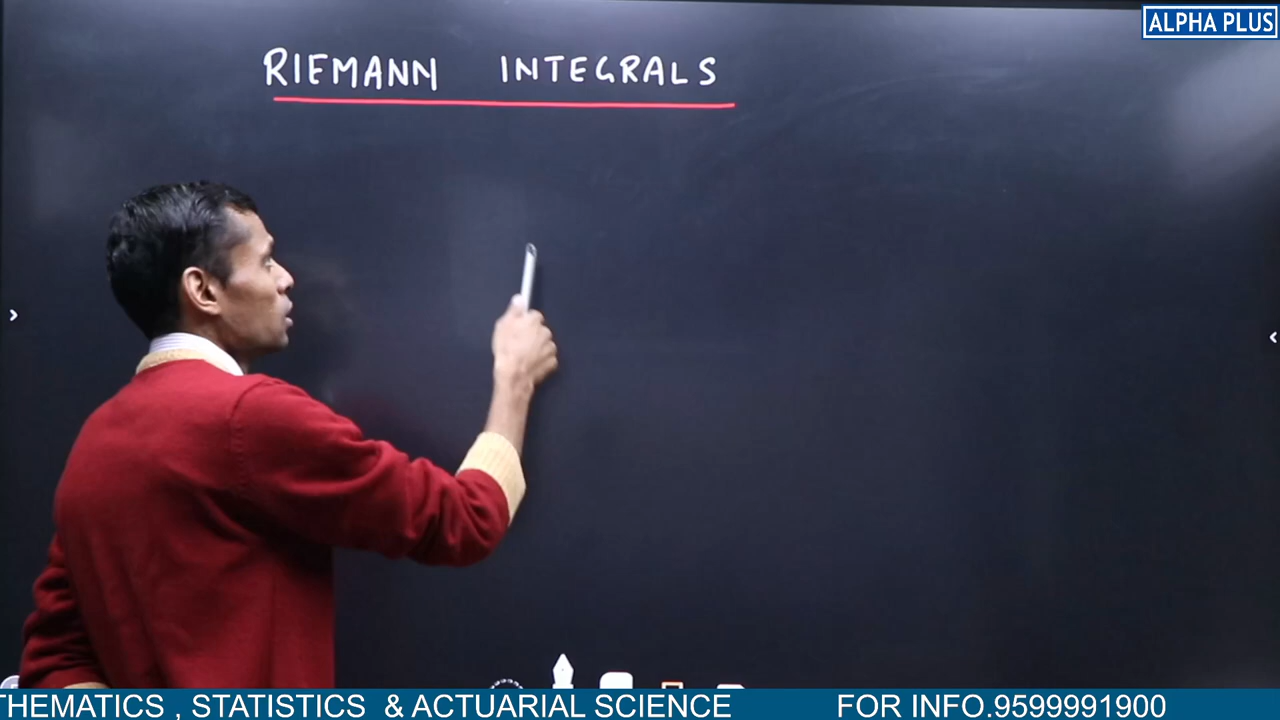 ALPHA PLUS
RIEMANN INTEGRALS
THEMATICS , STATISTICS & ACTUARIAL SCIENCE FOR INFO.9599991900